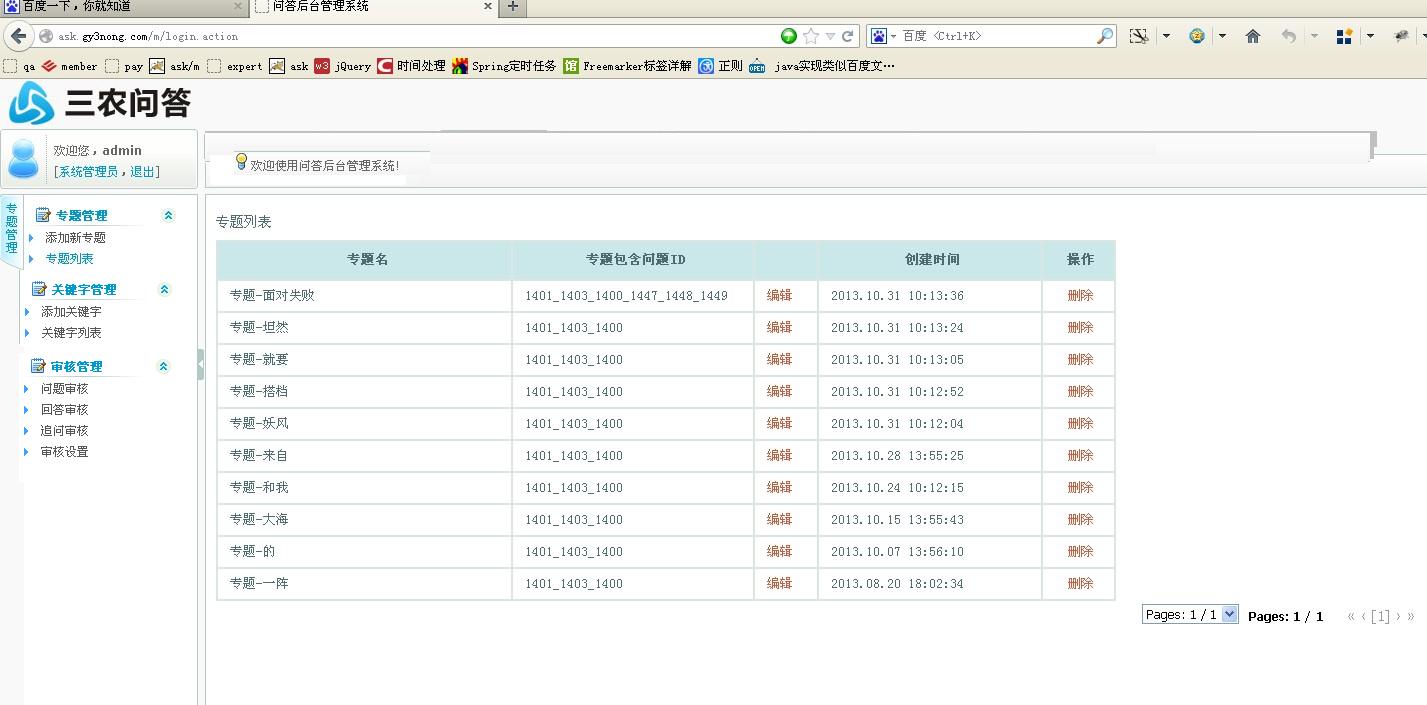 百度一下，你就知道
问答后台管理系统
ask.gy3nong.com/m/login.action
百度 <Ctrl+K>
qa member pay ask/m expert ask jQuery 时间处理 Spring定时任务 Freemarker标签详解 正则 java实现类似百度文…
三农问答
欢迎您，admin
[系统管理员，退出]
欢迎使用问答后台管理系统!
专题管理
专题管理
添加新专题
专题列表
关键字管理
添加关键字
关键字列表
审核管理
问题审核
回答审核
追问审核
审核设置
专题列表
专题名 专题包含问题ID 创建时间 操作
专题-面对失败 1401_1403_1400_1447_1448_1449 编辑 2013.10.31 10:13:36 删除
专题-坦然 1401_1403_1400 编辑 2013.10.31 10:13:24 删除
专题-就要 1401_1403_1400 编辑 2013.10.31 10:13:05 删除
专题-搭档 1401_1403_1400 编辑 2013.10.31 10:12:52 删除
专题-妖风 1401_1403_1400 编辑 2013.10.31 10:12:04 删除
专题-来自 1401_1403_1400 编辑 2013.10.28 13:55:25 删除
专题-和我 1401_1403_1400 编辑 2013.10.24 10:12:15 删除
专题-大海 1401_1403_1400 编辑 2013.10.15 13:55:43 删除
专题-的 1401_1403_1400 编辑 2013.10.07 13:56:10 删除
专题-一阵 1401_1403_1400 编辑 2013.08.20 18:02:34 删除
Pages: 1 / 1 Pages: 1 / 1 « ‹ [1] › »